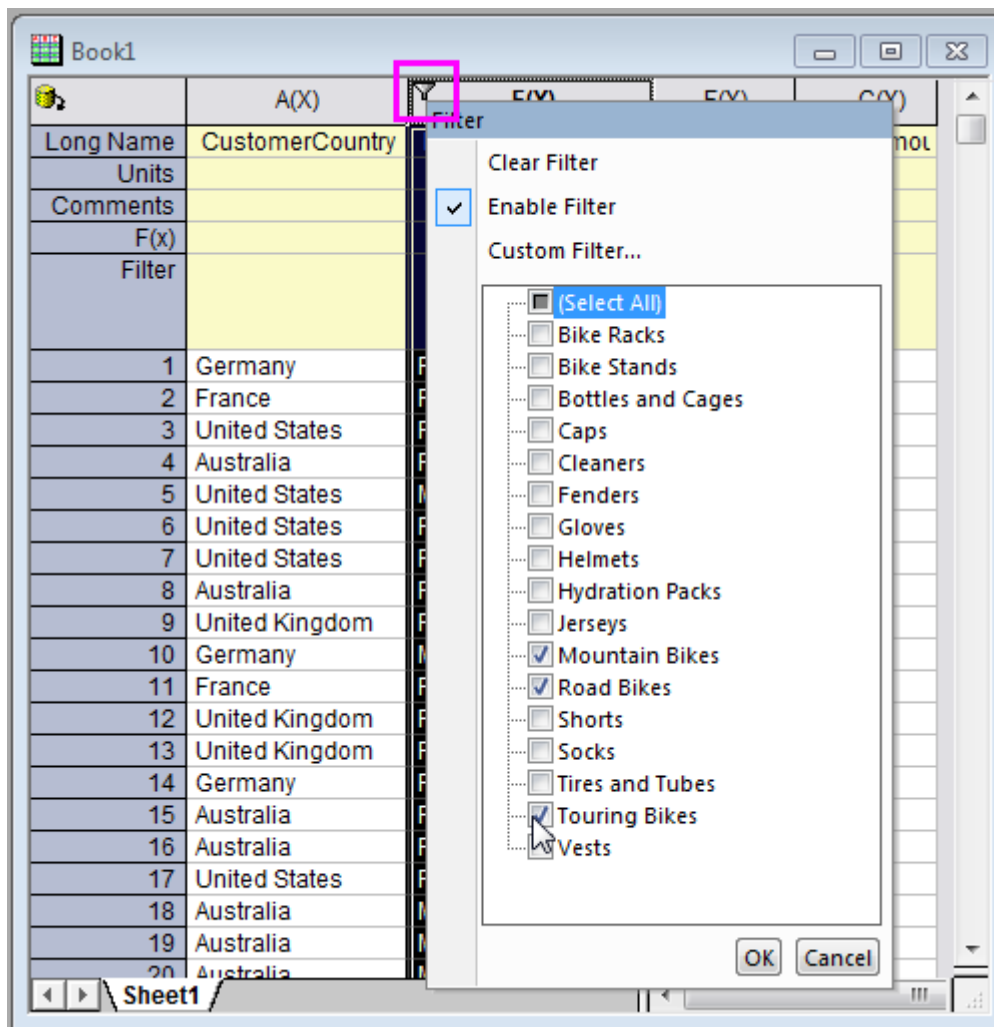 Book1
A(X) E(Y) F(Y) G(Y)
Filter
Long Name CustomerCountry
Units
Comments
F(x)
Filter
Clear Filter
Enable Filter
Custom Filter...
(Select All)
Bike Racks
Bike Stands
Bottles and Cages
Caps
Cleaners
Fenders
Gloves
Helmets
Hydration Packs
Jerseys
Mountain Bikes
Road Bikes
Shorts
Socks
Tires and Tubes
Touring Bikes
Vests
OK Cancel
1 Germany
2 France
3 United States
4 Australia
5 United States
6 United States
7 United States
8 Australia
9 United Kingdom
10 Germany
11 France
12 United Kingdom
13 United Kingdom
14 Germany
15 Australia
16 Australia
17 United States
18 Australia
19 Australia
20 Australia
Sheet1